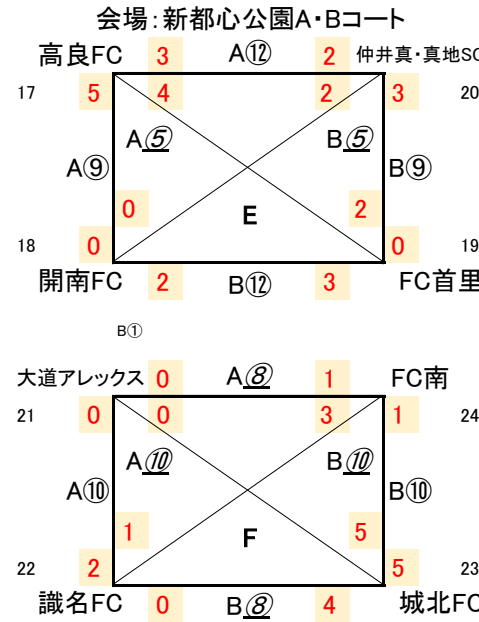 会場：新都心公園A・Bコート
高良FC 3 A⑫ 2 仲井真・真地SC
17 5 4 2 3 20
A⑤ B⑤
A⑨ B⑨
0 E 2
18 0 0 19
開南FC 2 B⑫ 3 FC首里
B①
大道アレックス 0 A⑧ 1 FC南
21 0 0 3 1 24
A⑩ B⑩
A⑩ B⑩
1 F 5
22 2 5 23
識名FC 0 B⑧ 4 城北FC